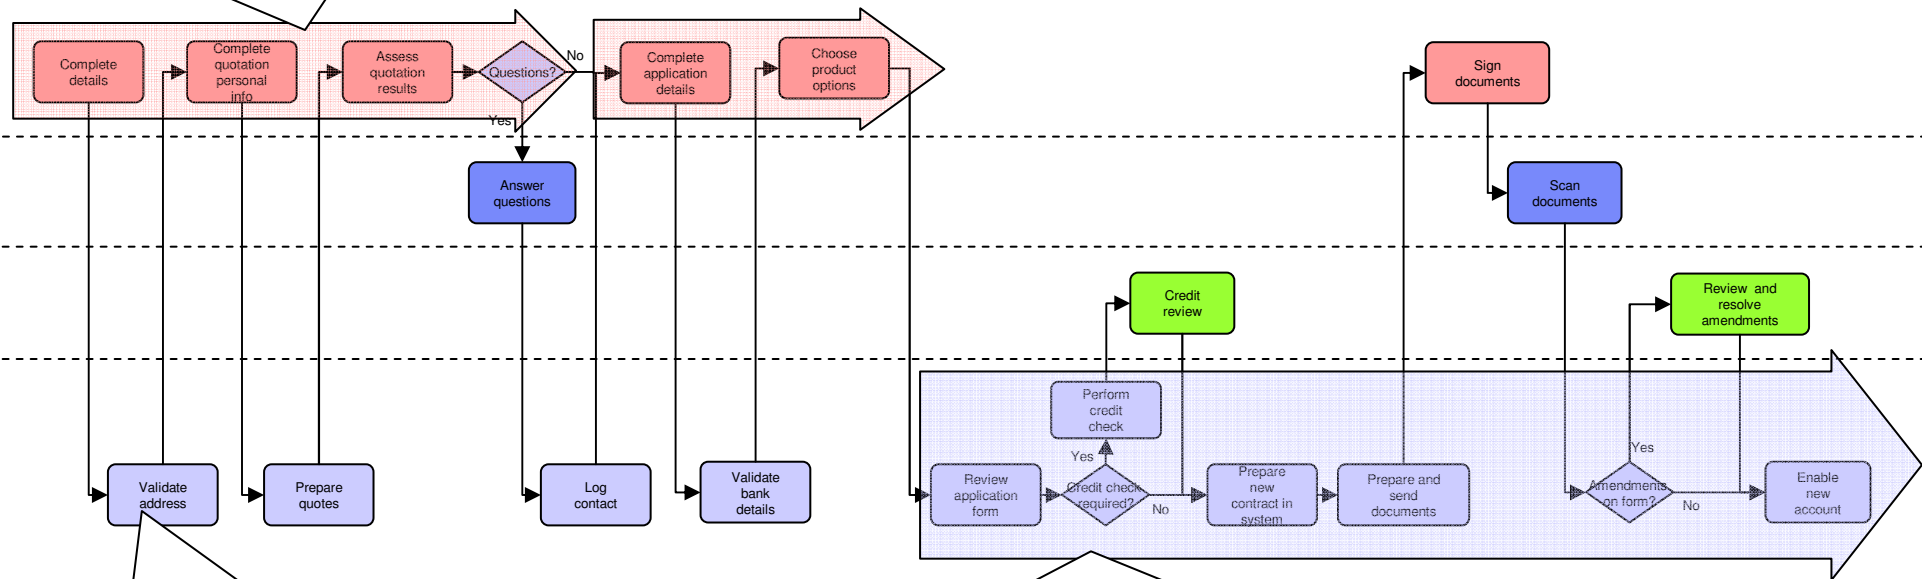 Complete
details
Complete
quotation
personal
info
Assess
quotation
results
Questions?
No
Yes
Complete
application
details
Choose
product
options
Sign
documents
Answer
questions
Scan
documents
Credit
review
Review and
resolve
amendments
Perform
credit
check
Yes
Validate
address
Prepare
quotes
Log
contact
Validate
bank
details
Review
application
form
Credit check
required?
No
Prepare
new
contract in
system
Prepare and
send
documents
Yes
Amendments
on form?
No
Enable
new
account